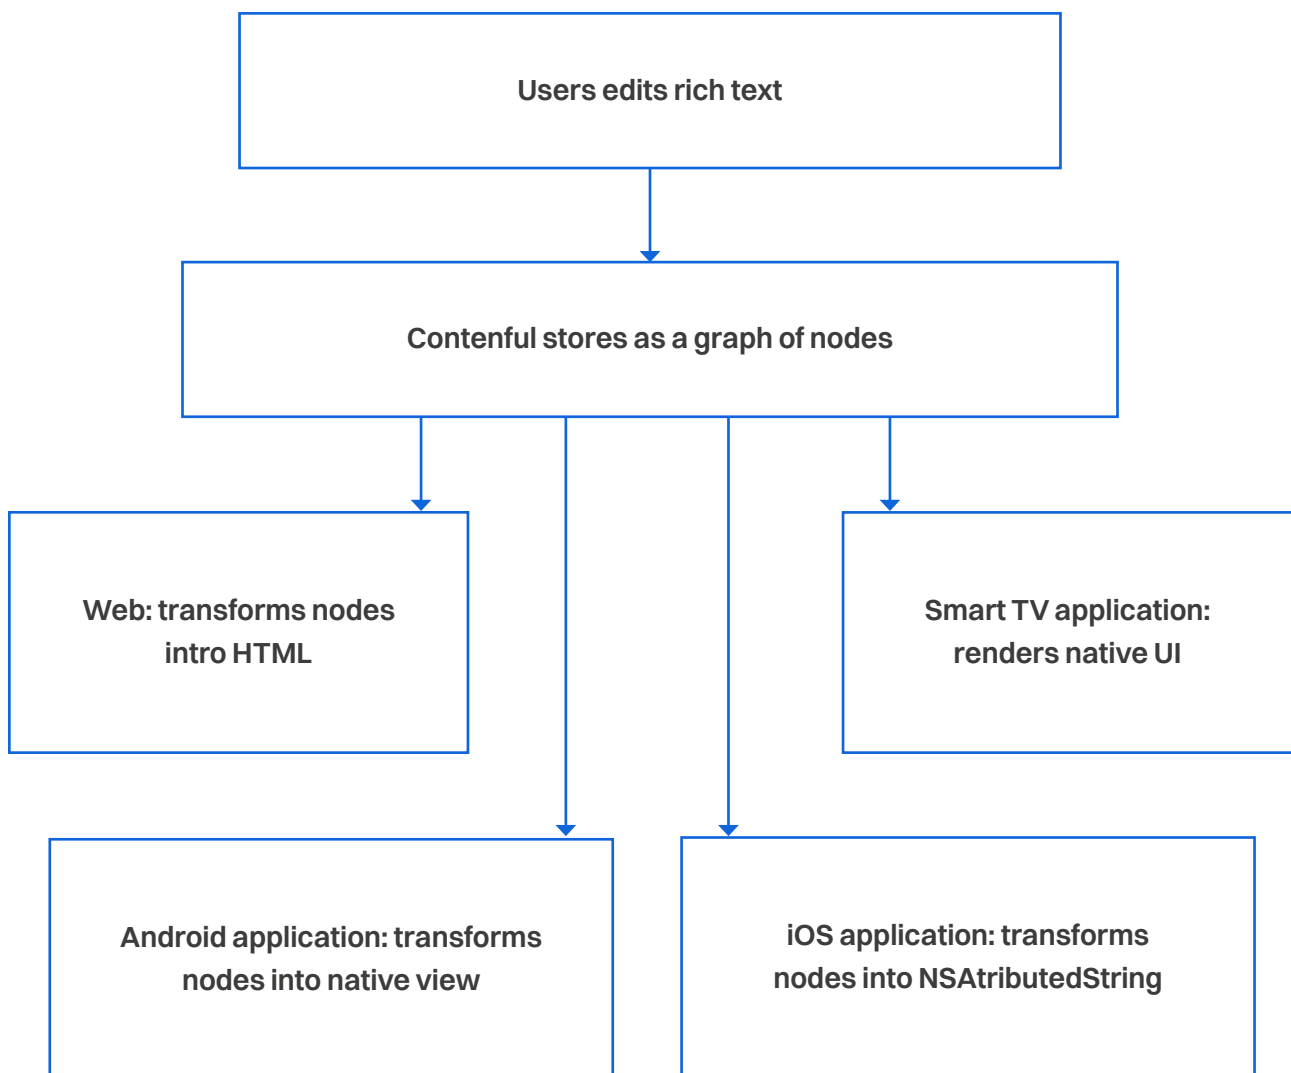 Users edits rich text
Contenful stores as a graph of nodes
Web: transforms nodes
intro HTML
Smart TV application:
renders native UI
Android application: transforms
nodes into native view
iOS application: transforms
nodes into NSAtributedString